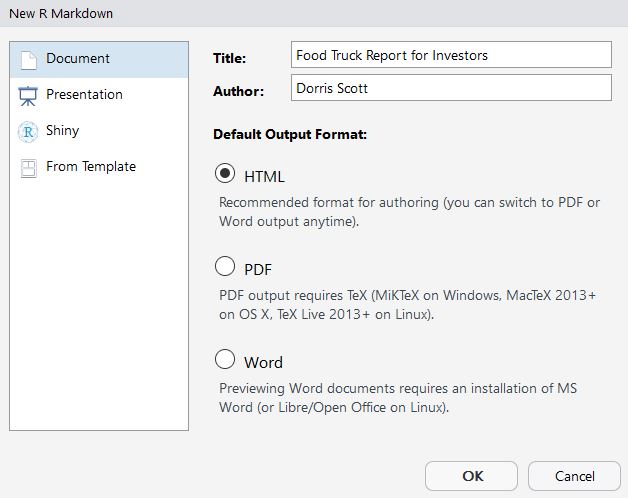 New R Markdown
Document
Presentation
R
Shiny
From Template
Title:
Food Truck Report for Investors
Author:
Dorris Scott
Default Output Format:
HTML
Recommended format for authoring (you can switch to PDF or
Word output anytime).
PDF
PDF output requires TeX (MiKTeX on Windows, MacTeX 2013+
on OS X, TeX Live 2013+ on Linux).
Word
Previewing Word documents requires an installation of MS
Word (or Libre/Open Office on Linux).
OK
Cancel